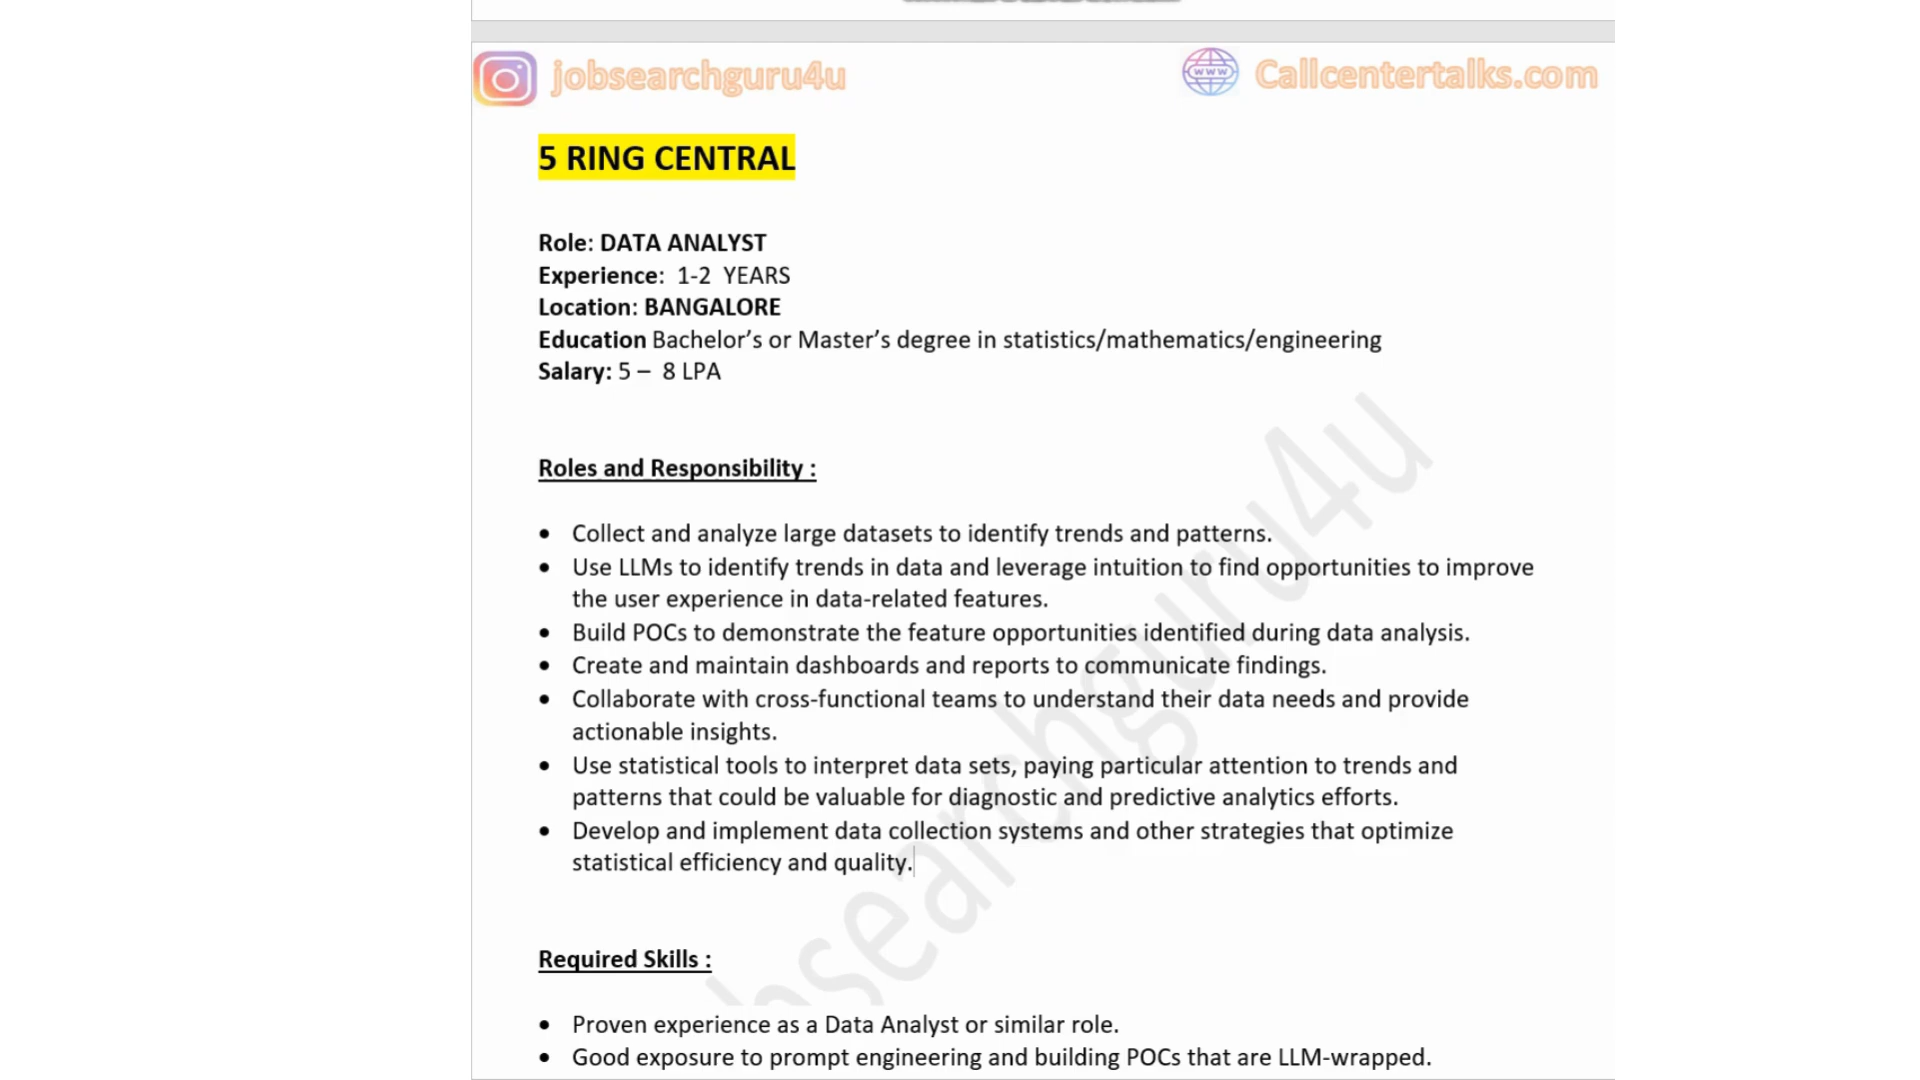 jobsearchguru4u
www Callcentertalks.com
5 RING CENTRAL
Role: DATA ANALYST
Experience: 1-2 YEARS
Location: BANGALORE
Education Bachelor’s or Master’s degree in statistics/mathematics/engineering
Salary: 5 – 8 LPA
Roles and Responsibility :
• Collect and analyze large datasets to identify trends and patterns.
• Use LLMs to identify trends in data and leverage intuition to find opportunities to improve
the user experience in data-related features.
• Build POCs to demonstrate the feature opportunities identified during data analysis.
• Create and maintain dashboards and reports to communicate findings.
• Collaborate with cross-functional teams to understand their data needs and provide
actionable insights.
• Use statistical tools to interpret data sets, paying particular attention to trends and
patterns that could be valuable for diagnostic and predictive analytics efforts.
• Develop and implement data collection systems and other strategies that optimize
statistical efficiency and quality.
Required Skills :
• Proven experience as a Data Analyst or similar role.
• Good exposure to prompt engineering and building POCs that are LLM-wrapped.
bsearchguru4u